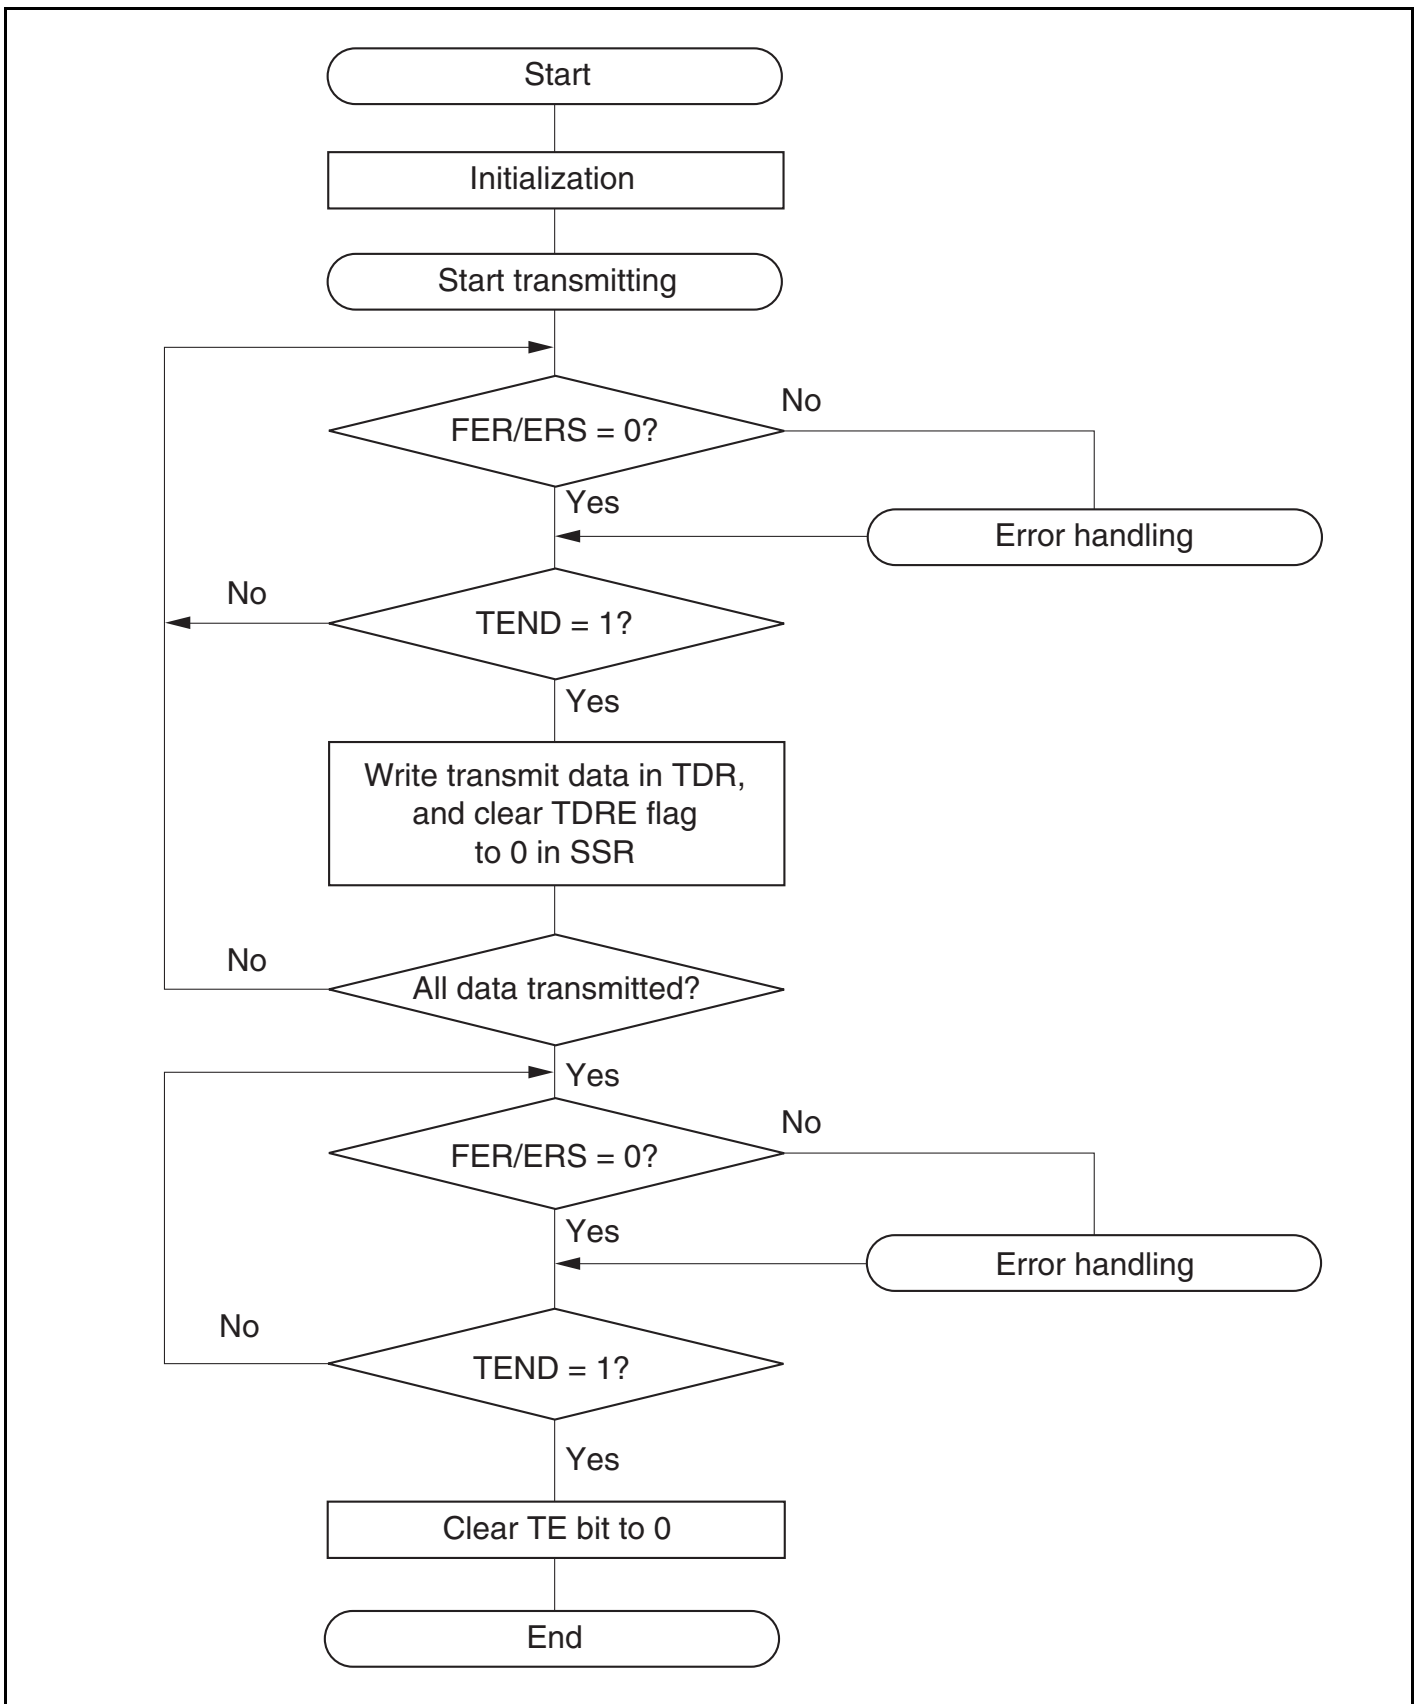 Start
Initialization
Start transmitting
No
FER/ERS = 0?
Yes
Error handling
No
TEND = 1?
Yes
Write transmit data in TDR,
and clear TDRE flag
to 0 in SSR
No
All data transmitted?
Yes
No
FER/ERS = 0?
Yes
Error handling
No
TEND = 1?
Yes
Clear TE bit to 0
End